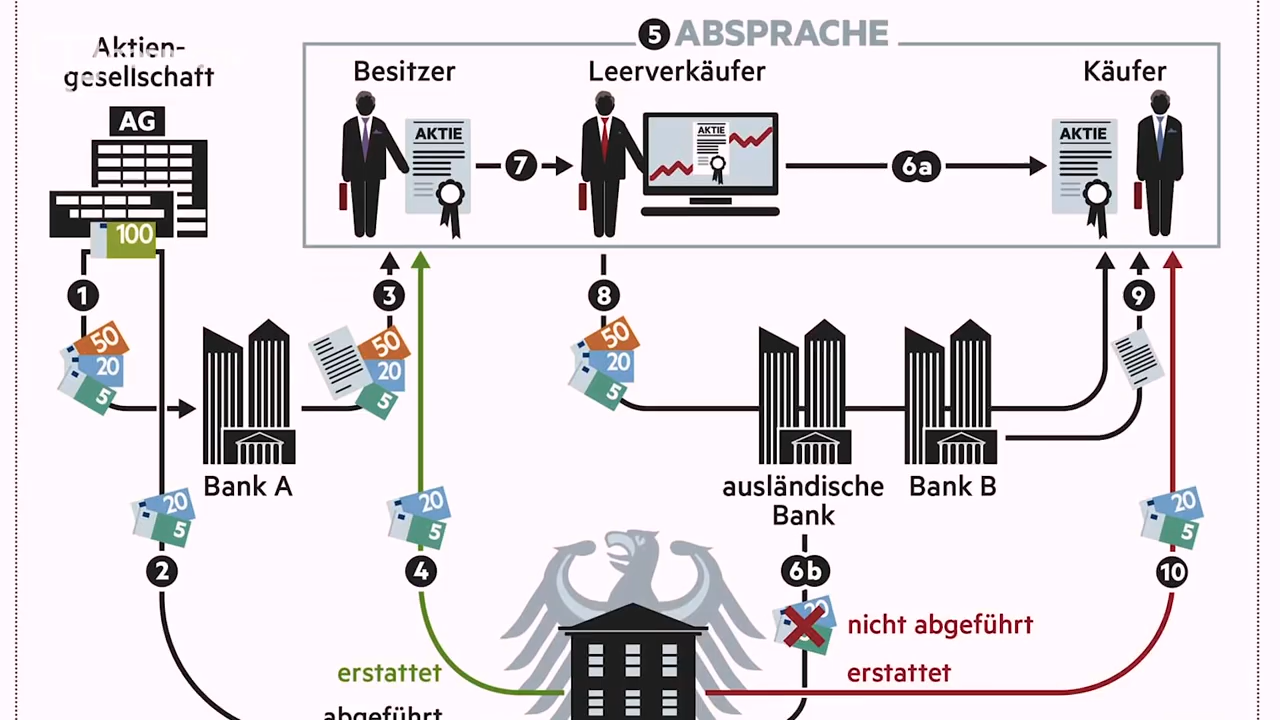 5 ABSPRACHE
Aktien-
gesellschaft
Besitzer
Leerverkäufer
Käufer
AG
AKTIE
AKTIE
AKTIE
7
6a
100
1
3
8
9
50
20
5
50
20
5
50
20
5
Bank A
ausländische
Bank
Bank B
20
5
20
5
20
5
2
4
6b
10
20
nicht abgeführt
erstattet
erstattet
abgeführt